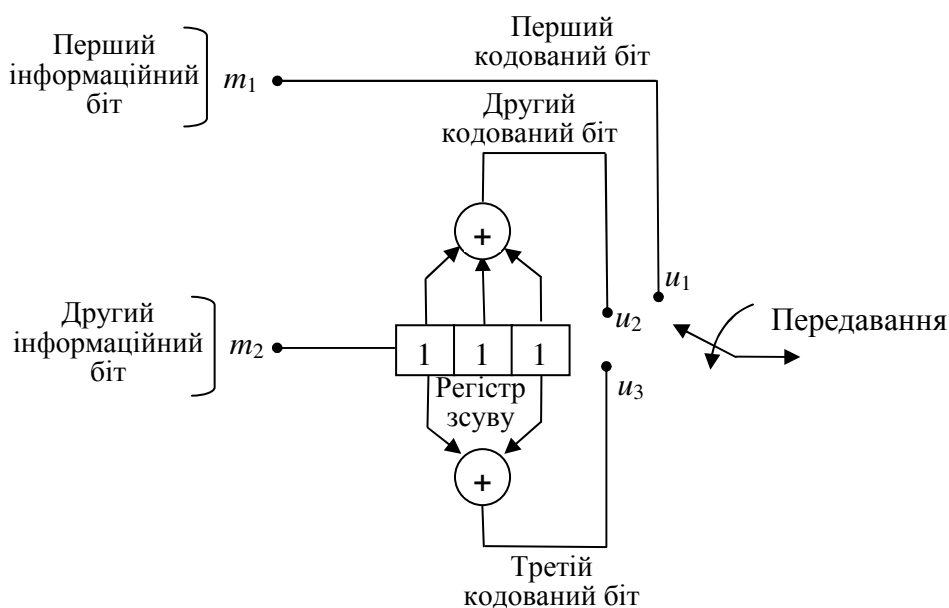 Перший
інформаційний
біт
m1
Перший
кодований біт
Другий
кодований біт
+
u1
u2
Передавання
Другий
інформаційний
біт
m2
1 1 1
u3
Регістр
зсуву
+
Третій
кодований біт